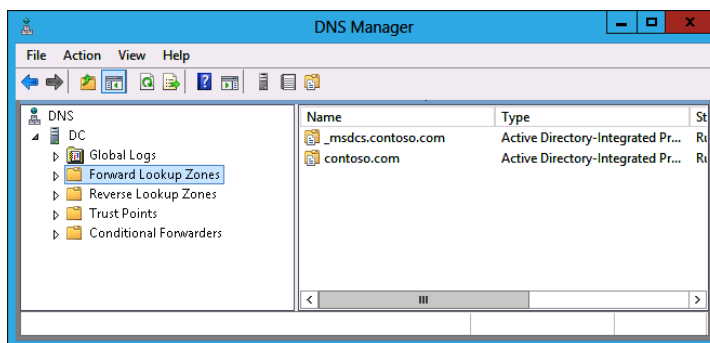 DNS Manager
File Action View Help
DNS
DC
Global Logs
Forward Lookup Zones
Reverse Lookup Zones
Trust Points
Conditional Forwarders
Name Type St
_msdcs.contoso.com Active Directory-Integrated Pr... Ru
contoso.com Active Directory-Integrated Pr... Ru